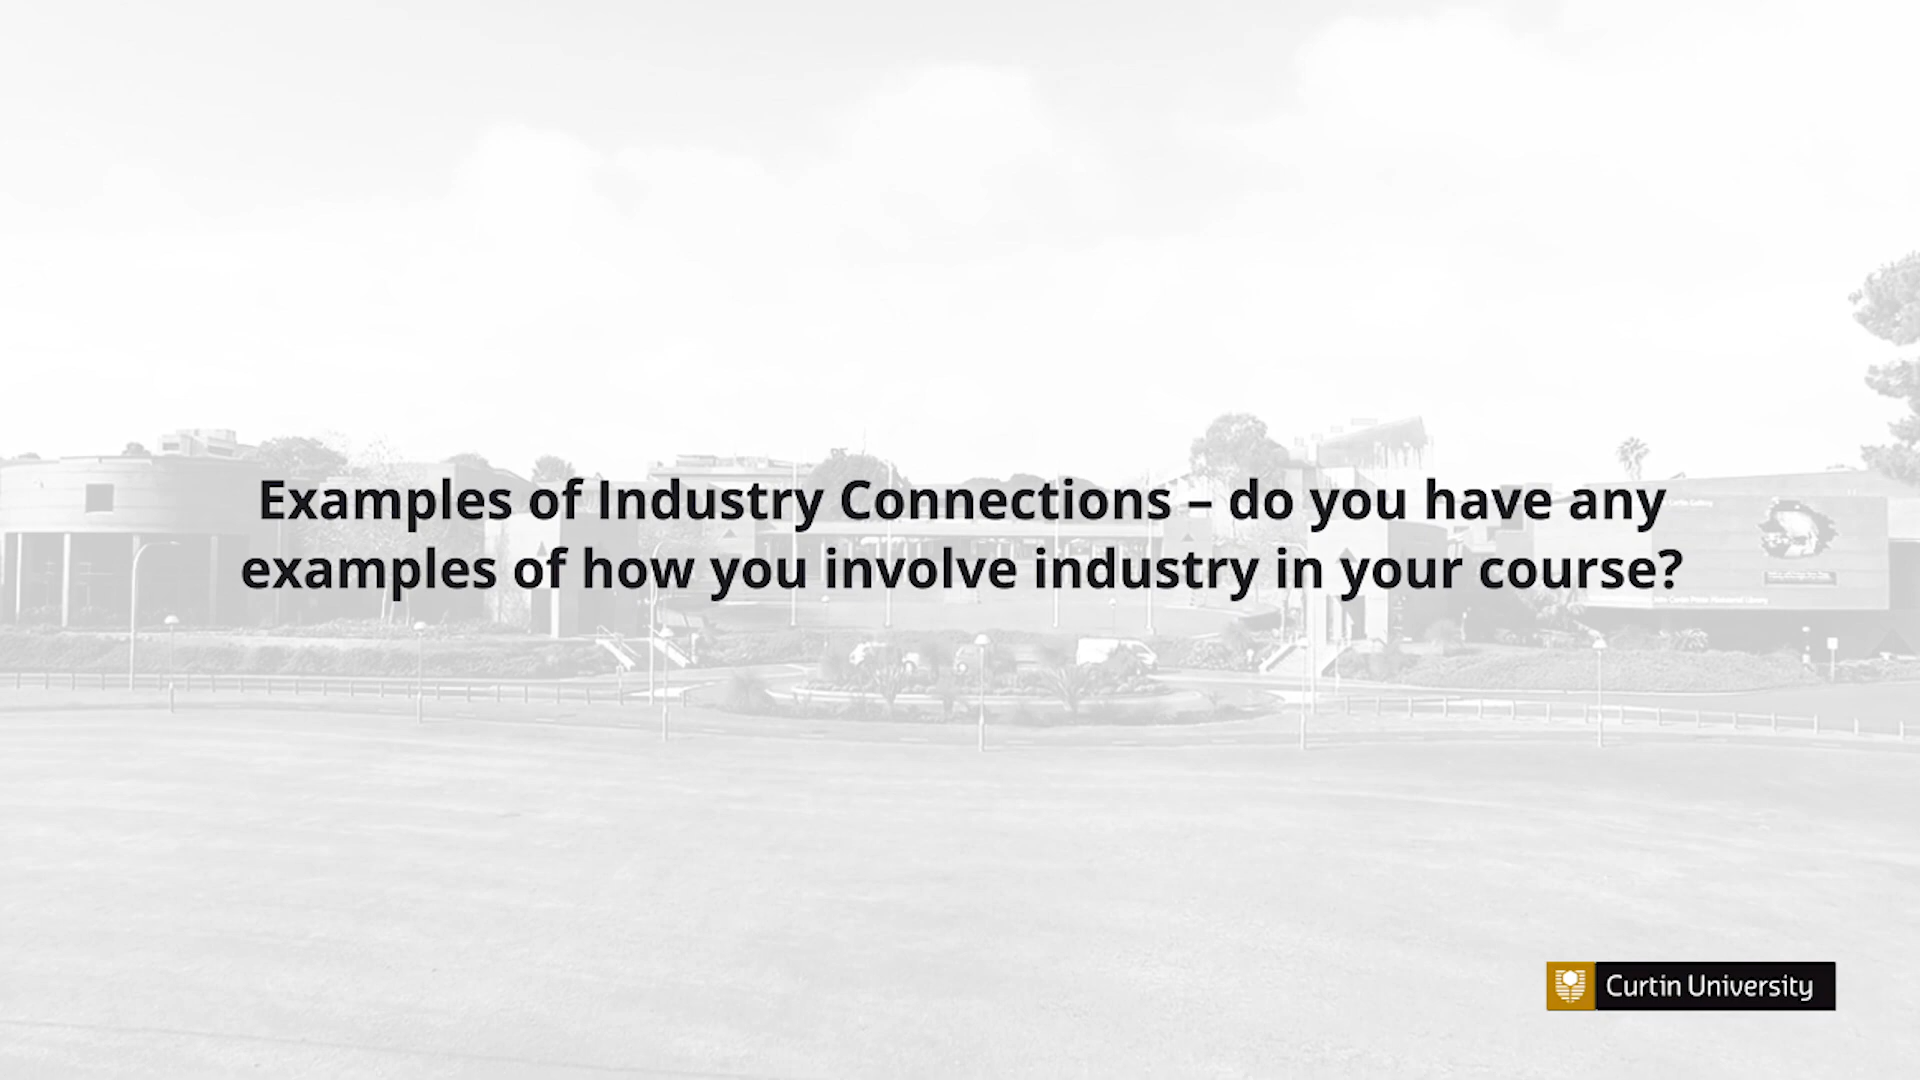 Examples of Industry Connections – do you have any
examples of how you involve industry in your course?
Curtin University